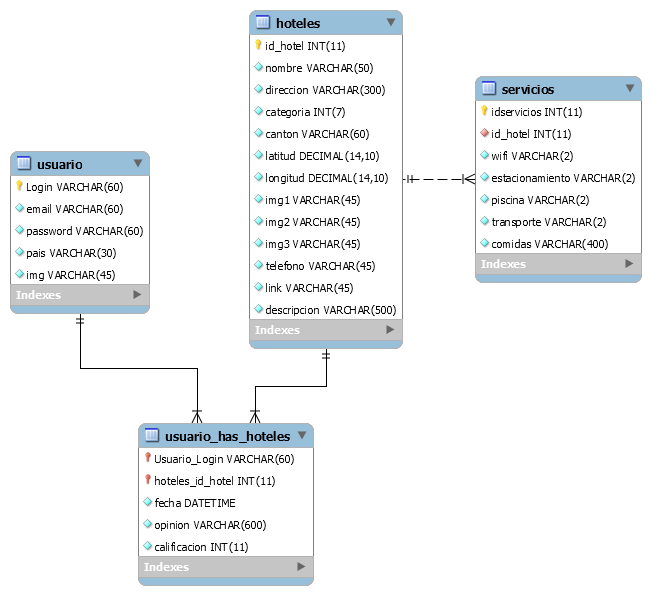 hoteles
id_hotel INT(11)
nombre VARCHAR(50)
direccion VARCHAR(300)
categoria INT(7)
canton VARCHAR(60)
latitud DECIMAL(14,10)
longitud DECIMAL(14,10)
img1 VARCHAR(45)
img2 VARCHAR(45)
img3 VARCHAR(45)
telefono VARCHAR(45)
link VARCHAR(45)
descripcion VARCHAR(500)
Indexes
servicios
idservicios INT(11)
id_hotel INT(11)
wifi VARCHAR(2)
estacionamiento VARCHAR(2)
piscina VARCHAR(2)
transporte VARCHAR(2)
comidas VARCHAR(400)
Indexes
usuario
Login VARCHAR(60)
email VARCHAR(60)
password VARCHAR(60)
pais VARCHAR(30)
img VARCHAR(45)
Indexes
usuario_has_hoteles
Usuario_Login VARCHAR(60)
hoteles_id_hotel INT(11)
fecha DATETIME
opinion VARCHAR(600)
calificacion INT(11)
Indexes